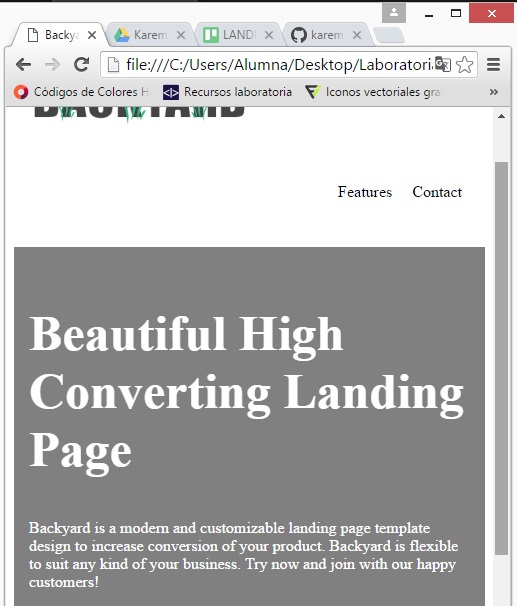 Backya
Karem
LANDI
karem
file:///C:/Users/Alumna/Desktop/Laboratoria
Códigos de Colores H
Recursos laboratoria
Iconos vectoriales gra
»
BACKYARD
Features
Contact
Beautiful High
Converting Landing
Page
Backyard is a modern and customizable landing page template
design to increase conversion of your product. Backyard is flexible
to suit any kind of your business. Try now and join with our happy
customers!